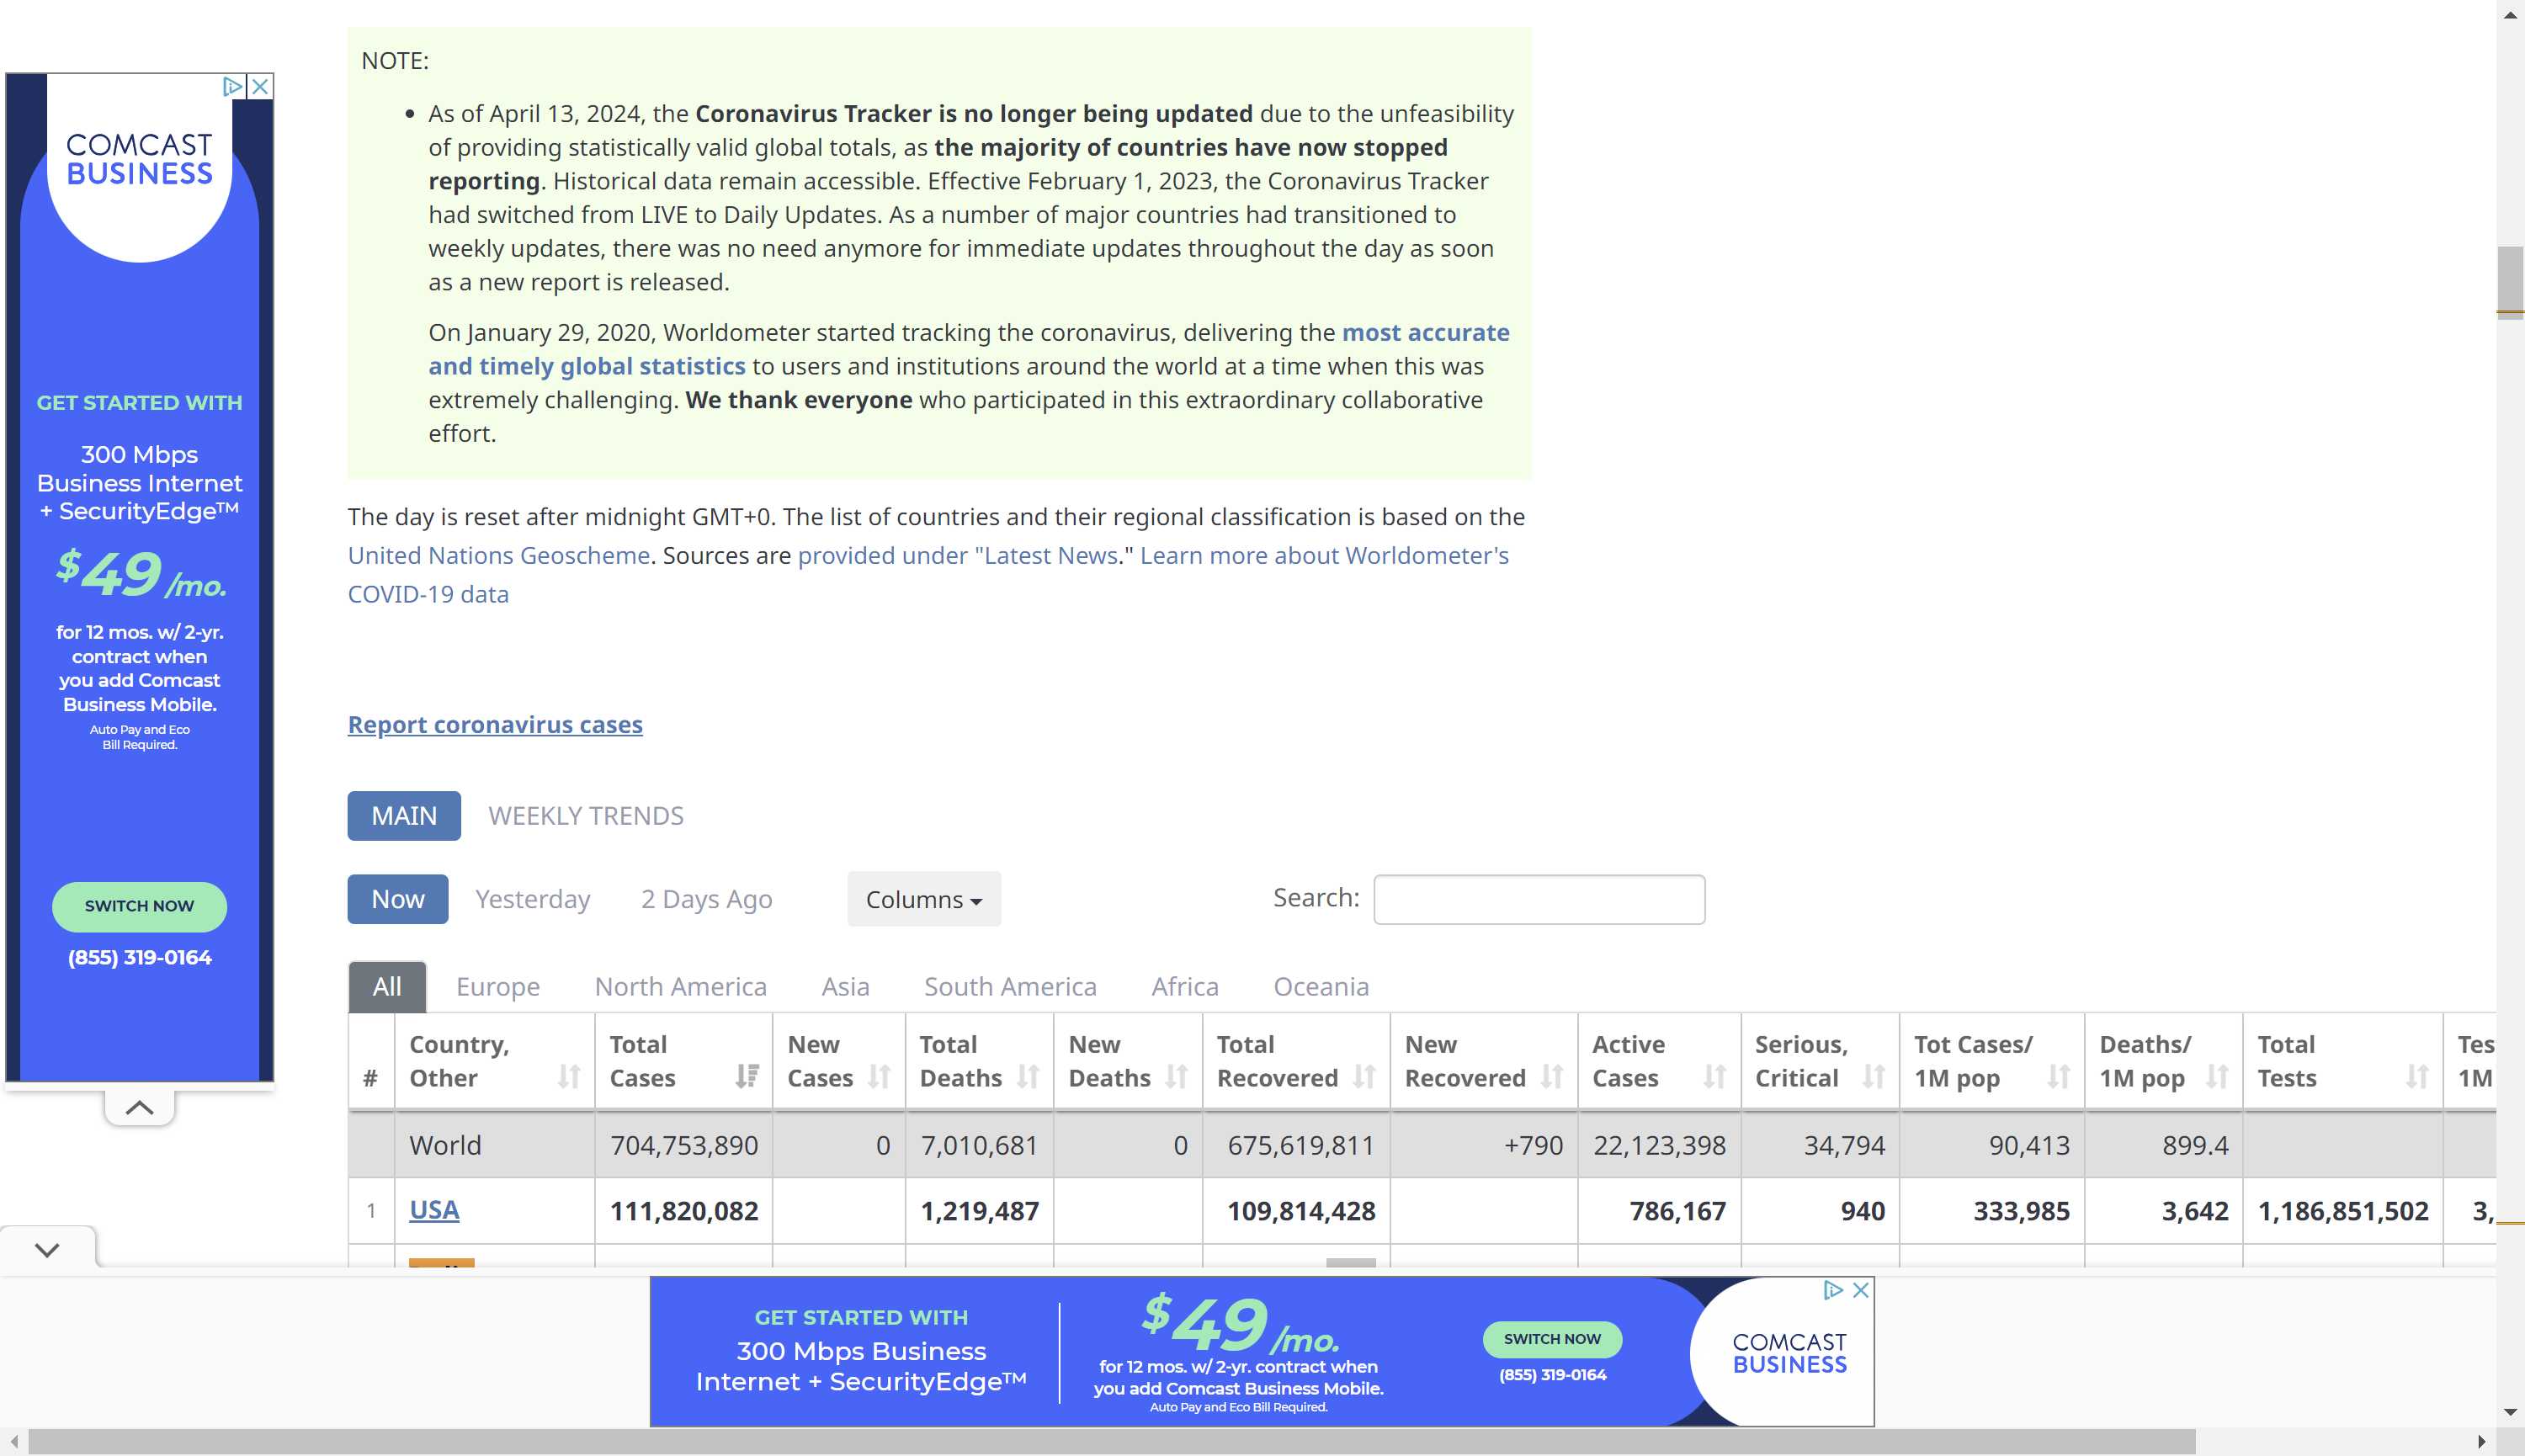 COMCAST
BUSINESS
GET STARTED WITH
300 Mbps
Business Internet
+ SecurityEdge™
$49/mo.
for 12 mos. w/ 2-yr.
contract when
you add Comcast
Business Mobile.
Auto Pay and Eco
Bill Required.
SWITCH NOW
(855) 319-0164
NOTE:
• As of April 13, 2024, the Coronavirus Tracker is no longer being updated due to the unfeasibility
of providing statistically valid global totals, as the majority of countries have now stopped
reporting. Historical data remain accessible. Effective February 1, 2023, the Coronavirus Tracker
had switched from LIVE to Daily Updates. As a number of major countries had transitioned to
weekly updates, there was no need anymore for immediate updates throughout the day as soon
as a new report is released.
On January 29, 2020, Worldometer started tracking the coronavirus, delivering the most accurate
and timely global statistics to users and institutions around the world at a time when this was
extremely challenging. We thank everyone who participated in this extraordinary collaborative
effort.
The day is reset after midnight GMT+0. The list of countries and their regional classification is based on the
United Nations Geoscheme. Sources are provided under "Latest News." Learn more about Worldometer's
COVID-19 data
Report coronavirus cases
MAIN WEEKLY TRENDS
Now Yesterday 2 Days Ago Columns Search:
All Europe North America Asia South America Africa Oceania
# Country, Other Total Cases New Cases Total Deaths New Deaths Total Recovered New Recovered Active Cases Serious, Critical Tot Cases/ 1M pop Deaths/ 1M pop Total Tests Tes 1M
World 704,753,890 0 7,010,681 0 675,619,811 +790 22,123,398 34,794 90,413 899.4
1 USA 111,820,082 1,219,487 109,814,428 786,167 940 333,985 3,642 1,186,851,502 3,
GET STARTED WITH
300 Mbps Business
Internet + SecurityEdge™
$49/mo.
for 12 mos. w/ 2-yr. contract when
you add Comcast Business Mobile.
Auto Pay and Eco Bill Required.
SWITCH NOW
(855) 319-0164
COMCAST
BUSINESS